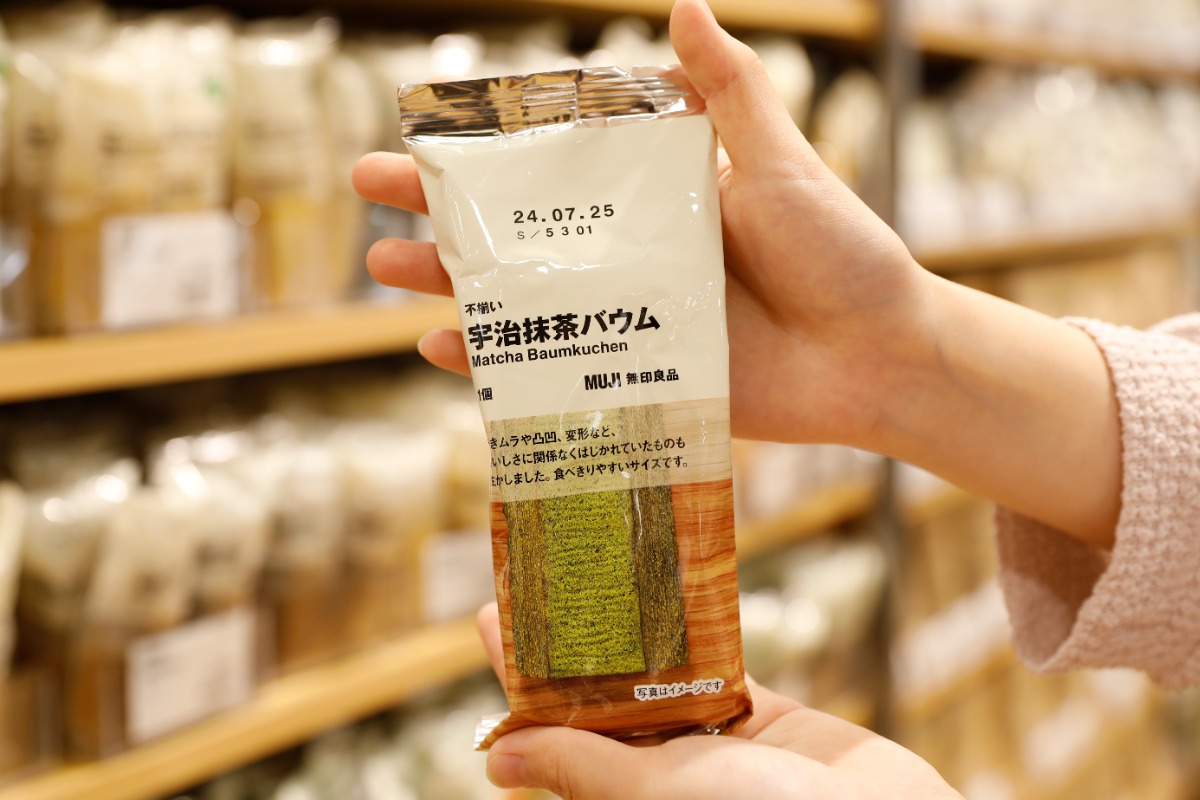 24.07.25
S／5301
不揃い
宇治抹茶バウム
Matcha Baumkuchen
1個
MUJI 無印良品
きムラや凸凹、変形など、
いしさに関係なくはじかれていたものも
かしました。食べきりやすいサイズです。
写真はイメージです